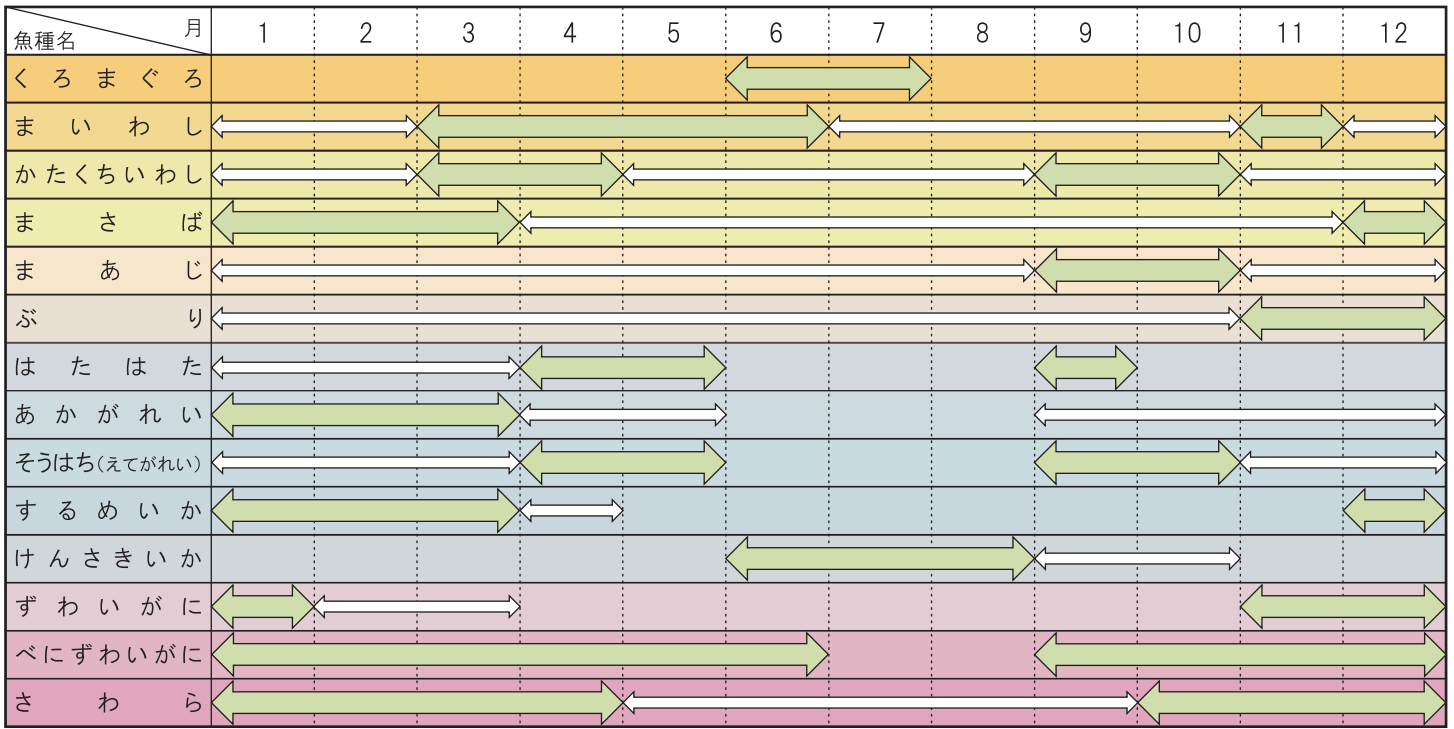 月 1 2 3 4 5 6 7 8 9 10 11 12
魚種名
くろまぐろ
まいわし
かたくちいわし
まさば
まあじ
ぶり
はたはた
あかがれい
そうはち(えてがれい)
するめいか
けんさきいか
ずわいがに
べにずわいがに
さわら